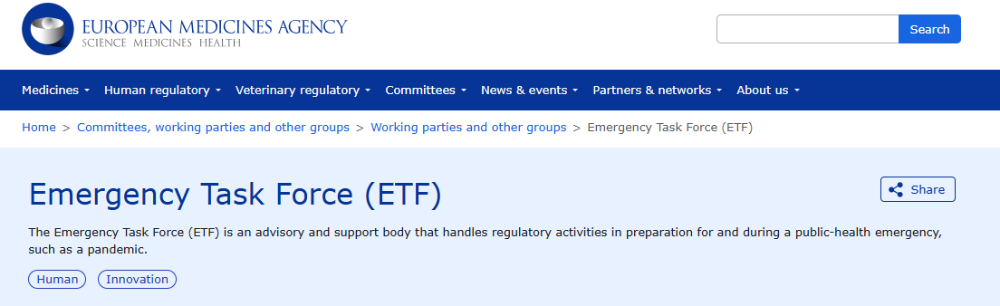 EUROPEAN MEDICINES AGENCY
SCIENCE MEDICINES HEALTH
Search
Medicines Human regulatory Veterinary regulatory Committees News & events Partners & networks About us
Home > Committees, working parties and other groups > Working parties and other groups > Emergency Task Force (ETF)
Emergency Task Force (ETF)
Share
The Emergency Task Force (ETF) is an advisory and support body that handles regulatory activities in preparation for and during a public-health emergency,
such as a pandemic.
Human Innovation